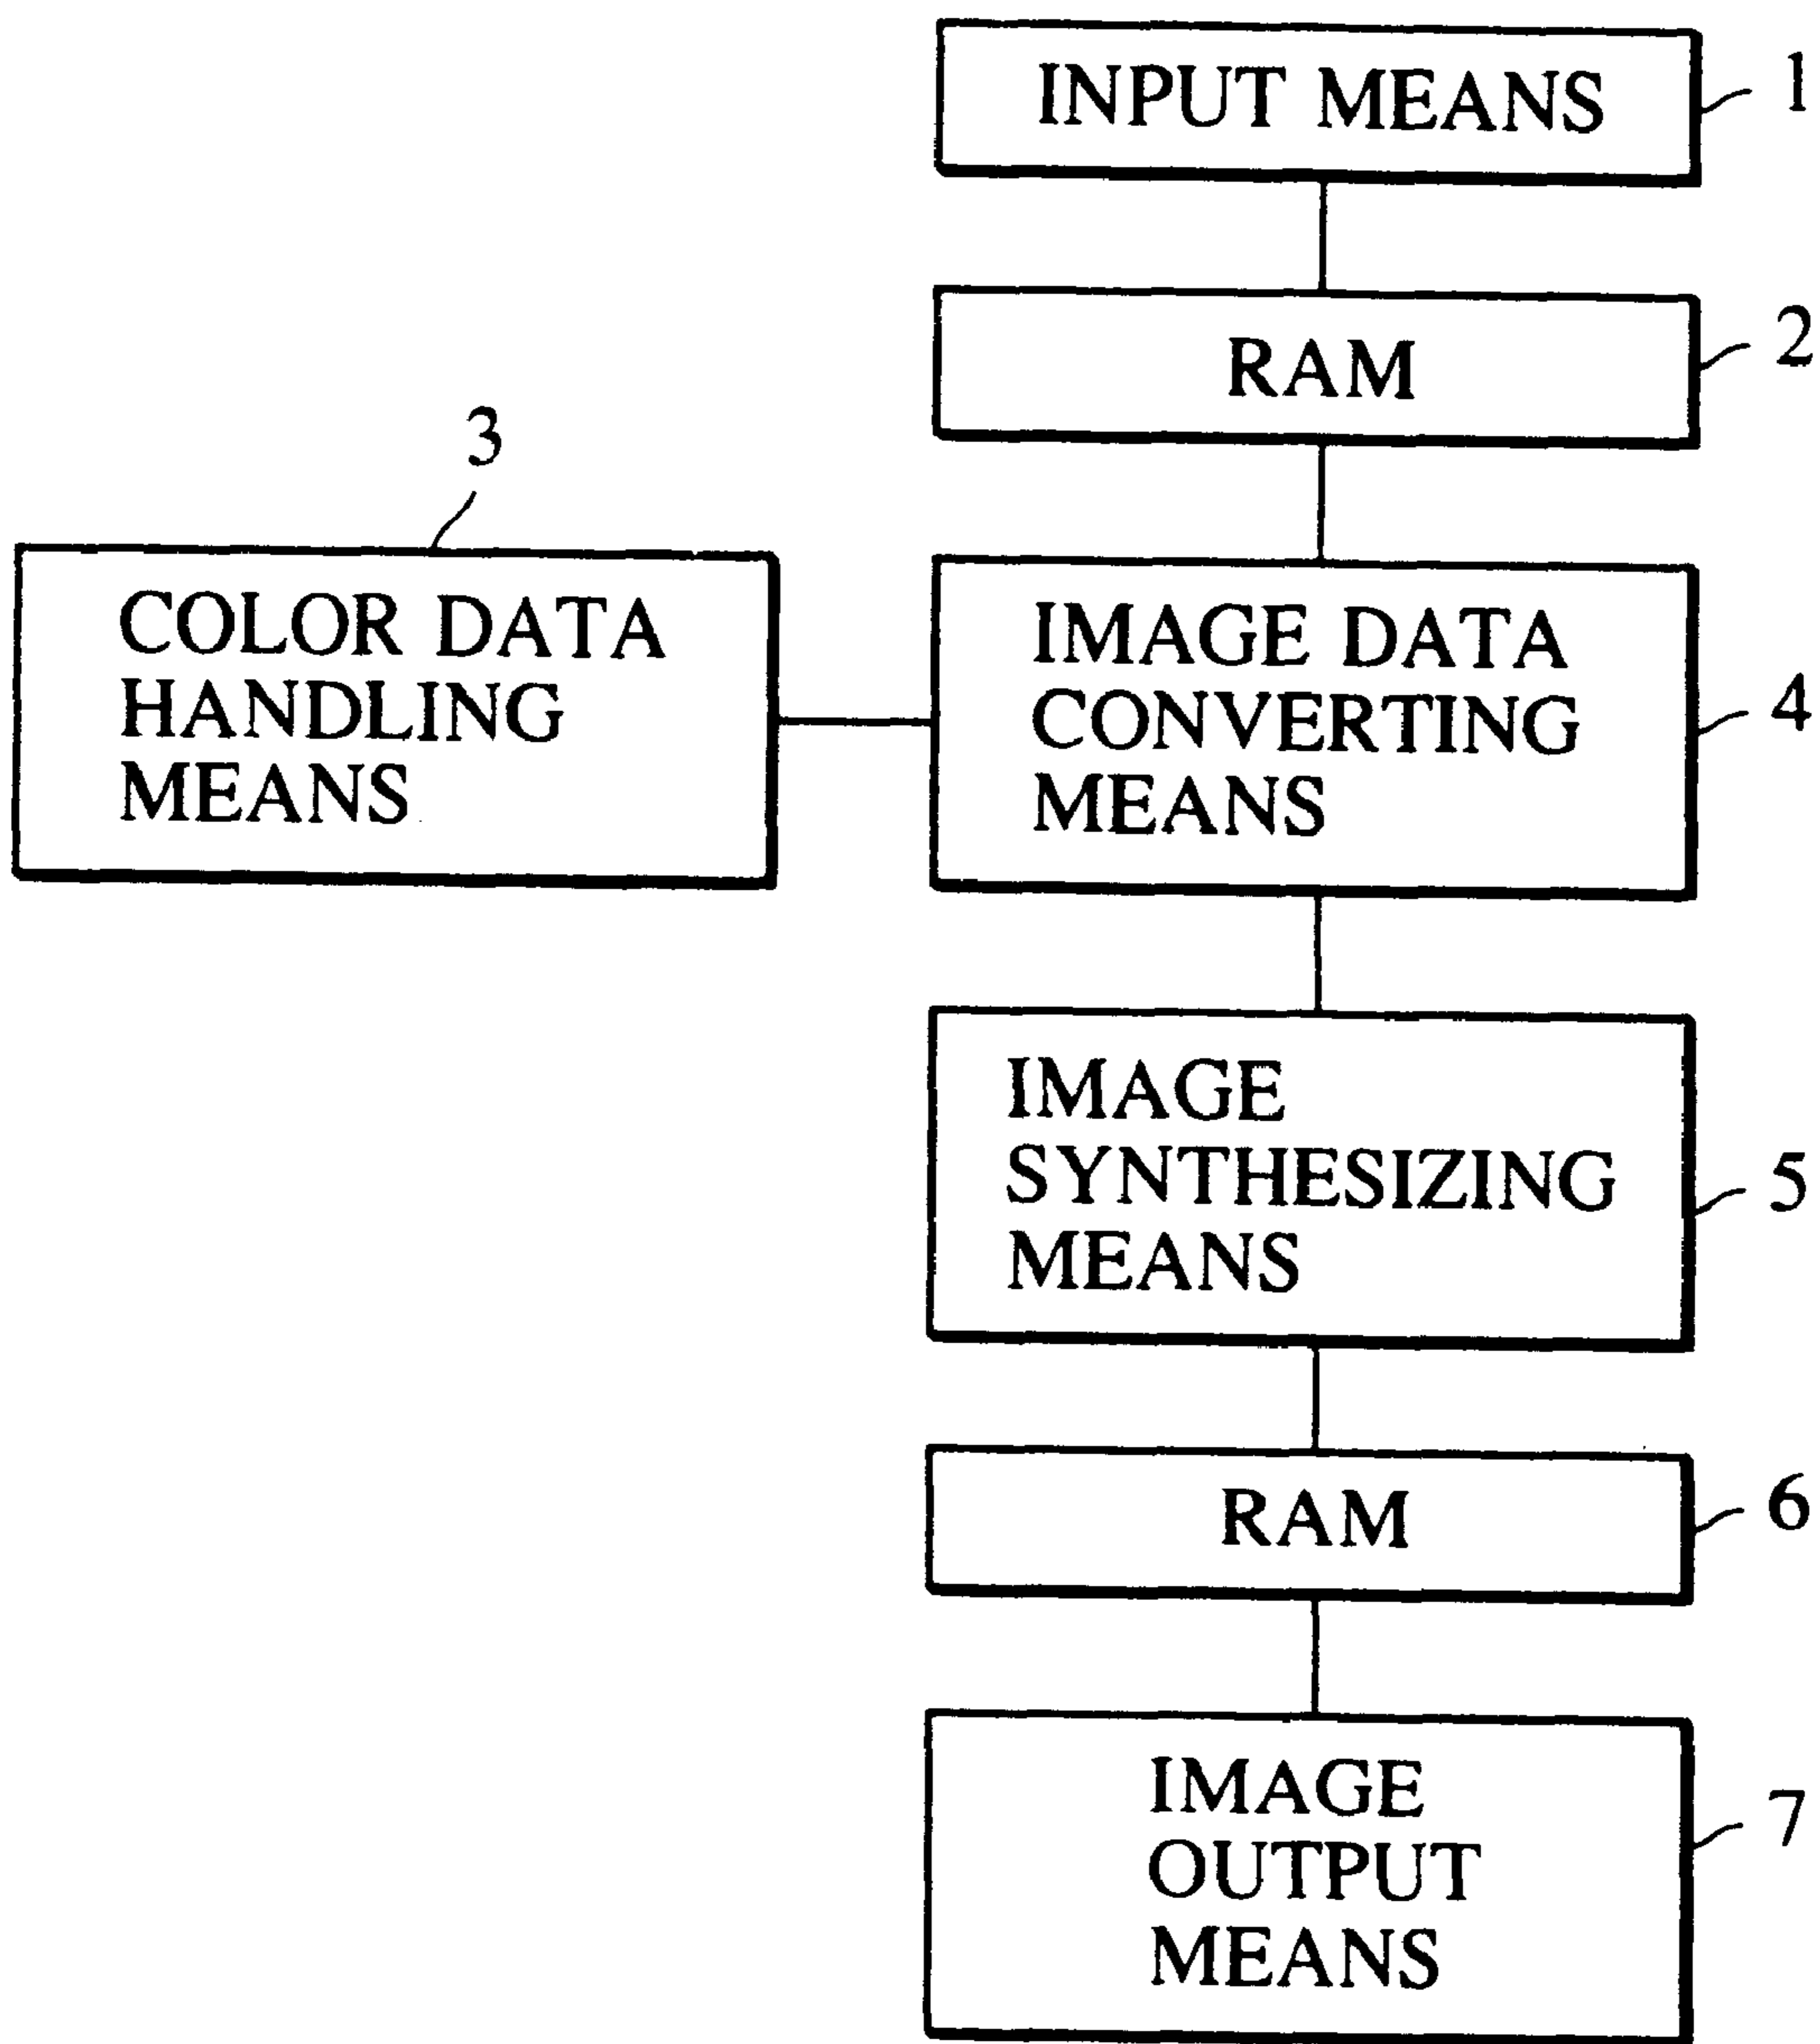 INPUT MEANS
1
RAM
2
3
COLOR DATA
HANDLING
MEANS
IMAGE DATA
CONVERTING
MEANS
4
IMAGE
SYNTHESIZING
MEANS
5
RAM
6
IMAGE
OUTPUT
MEANS
7